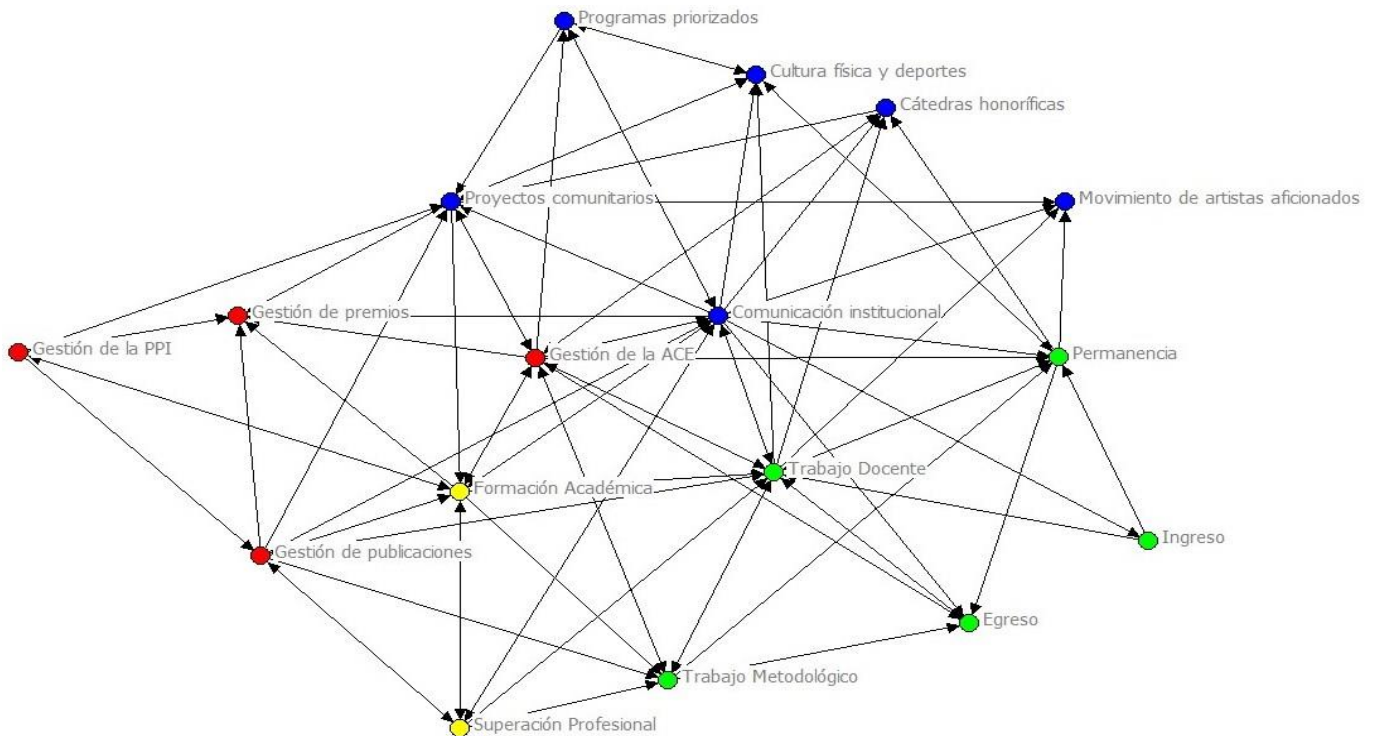 Programas priorizados
Cultura física y deportes
Cátedras honoríficas
Proyectos comunitarios
Movimiento de artistas aficionados
Gestión de premios
Comunicación institucional
Gestión de la PPI
Gestión de la ACE
Permanencia
Trabajo Docente
Formación Académica
Ingreso
Gestión de publicaciones
Egreso
Trabajo Metodológico
Superación Profesional